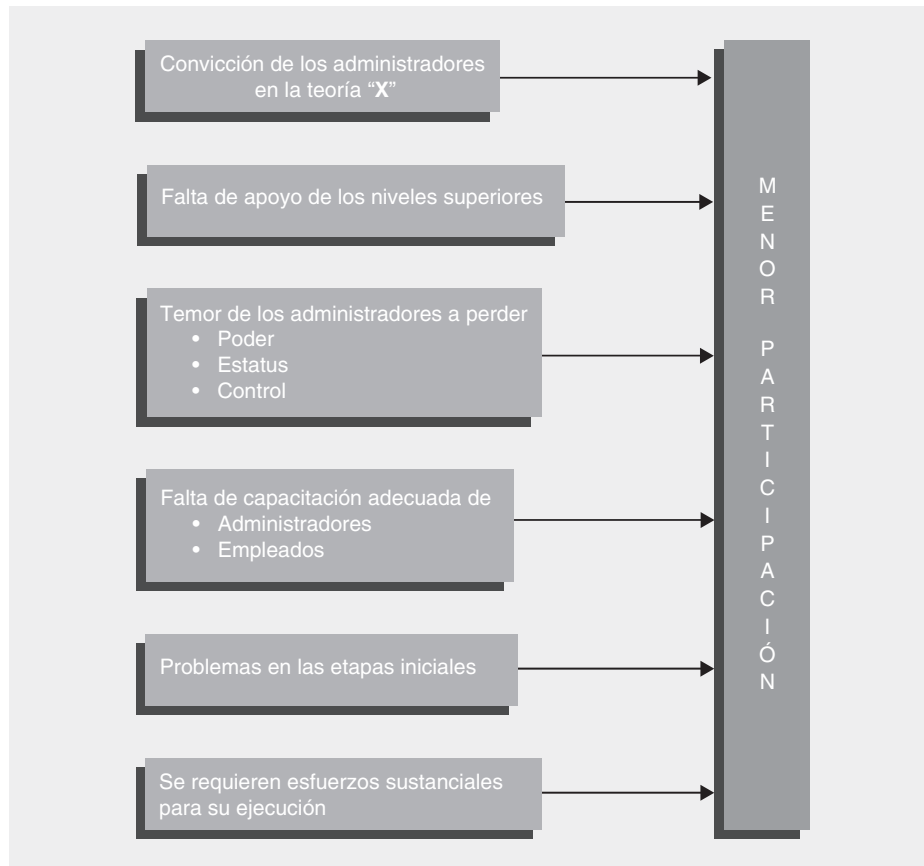 Convicción de los administradores
en la teoría “X”
Falta de apoyo de los niveles superiores
Temor de los administradores a perder
• Poder
• Estatus
• Control
Falta de capacitación adecuada de
• Administradores
• Empleados
Problemas en las etapas iniciales
Se requieren esfuerzos sustanciales
para su ejecución
MENOR PARTICIPACIÓN